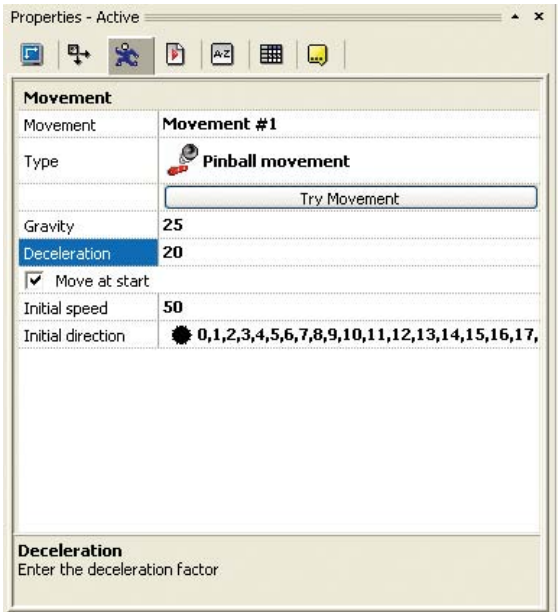 Properties - Active
A-Z
Movement
Movement Movement #1
Type Pinball movement
Try Movement
Gravity 25
Deceleration 20
Move at start
Initial speed 50
Initial direction 0,1,2,3,4,5,6,7,8,9,10,11,12,13,14,15,16,17,
Deceleration
Enter the deceleration factor